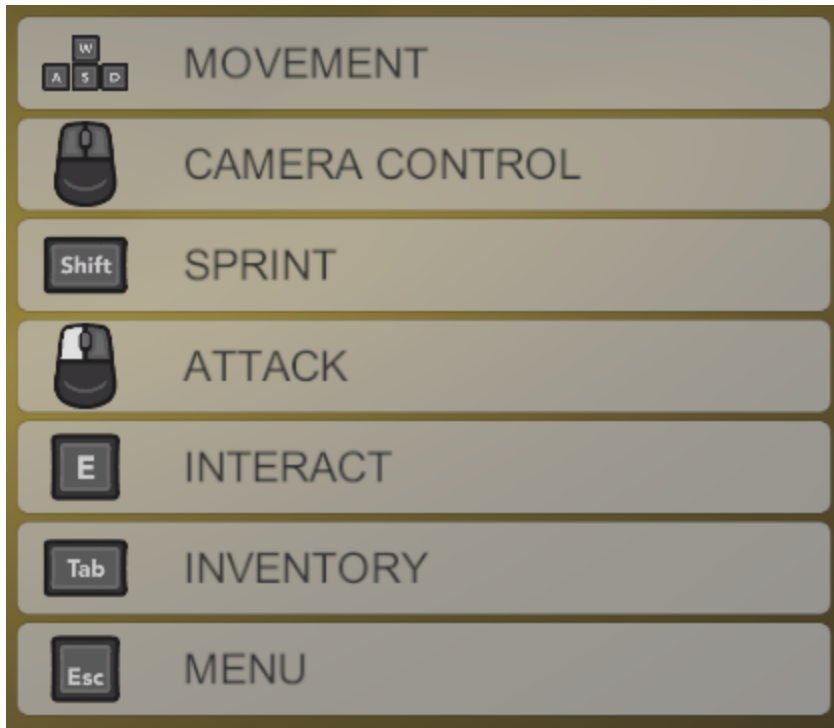 W
A S D
MOVEMENT
CAMERA CONTROL
Shift SPRINT
ATTACK
E INTERACT
Tab INVENTORY
Esc MENU